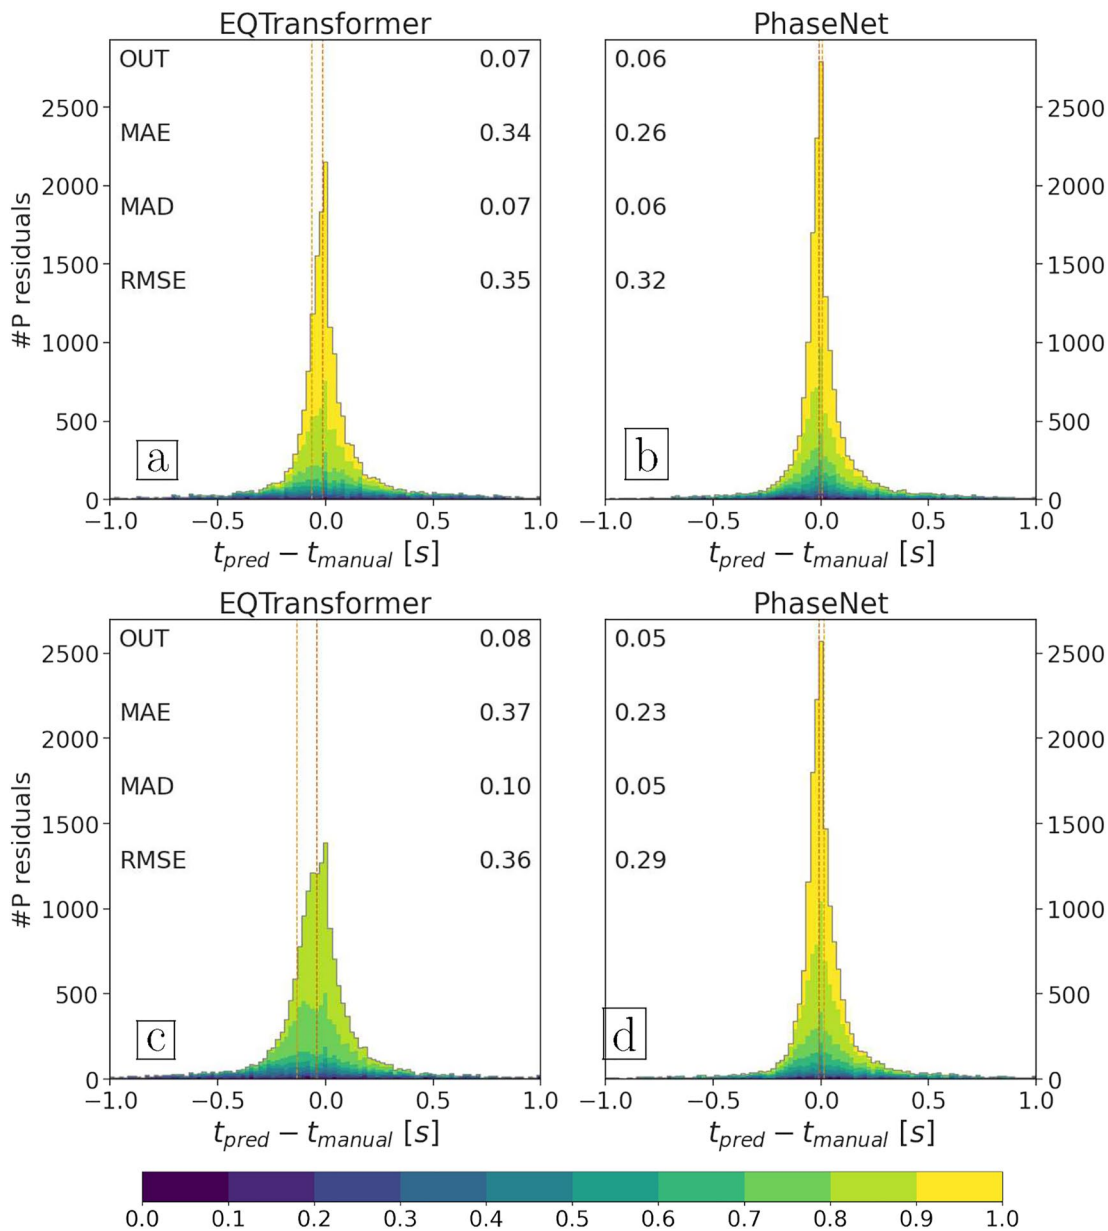 EQTransformer PhaseNet
OUT 0.07 0.06
2500 2500
MAE 0.34 0.26
2000 2000
MAD 0.07 0.06
1500 1500
RMSE 0.35 0.32
#P residuals
1000 1000
500 500
a b
0 0
−1.0 −0.5 0.0 0.5 1.0 −1.0 −0.5 0.0 0.5 1.0
t_pred − t_manual [s] t_pred − t_manual [s]
EQTransformer PhaseNet
OUT 0.08 0.05
2500 2500
MAE 0.37 0.23
2000 2000
MAD 0.10 0.05
1500 1500
RMSE 0.36 0.29
#P residuals
1000 1000
500 500
c d
0 0
−1.0 −0.5 0.0 0.5 1.0 −1.0 −0.5 0.0 0.5 1.0
t_pred − t_manual [s] t_pred − t_manual [s]
0.0 0.1 0.2 0.3 0.4 0.5 0.6 0.7 0.8 0.9 1.0